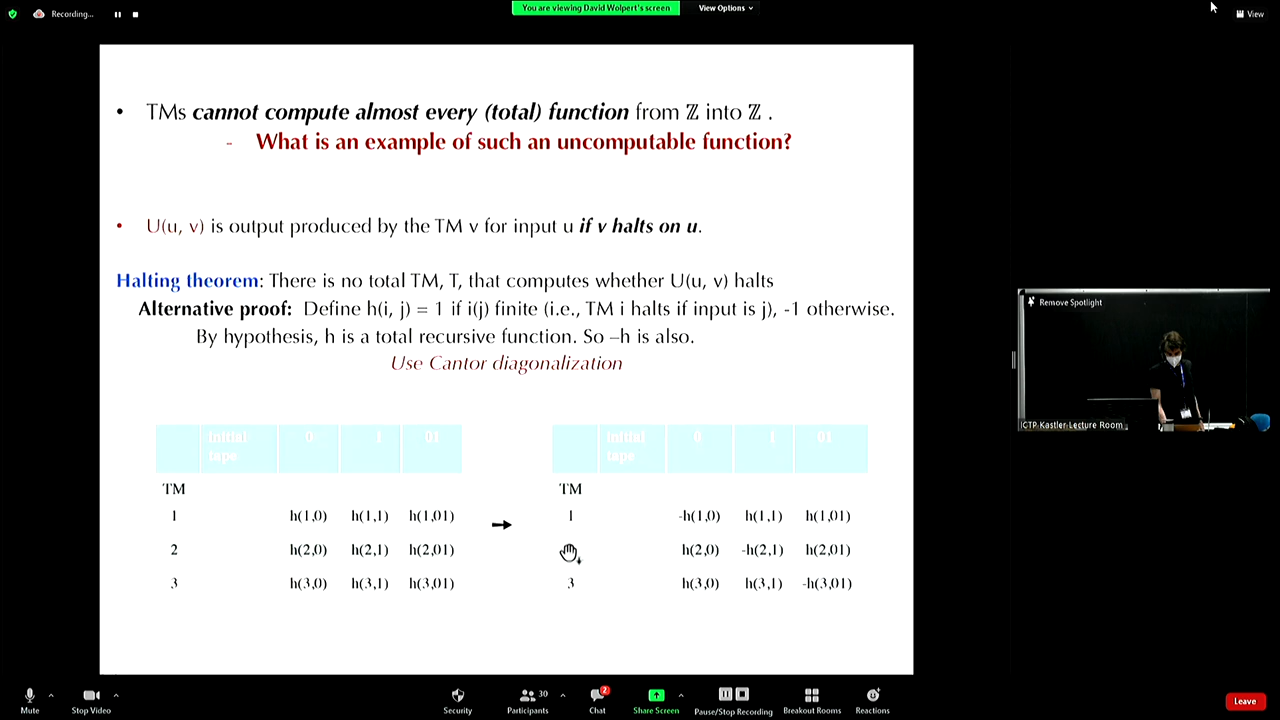 Recording...
You are viewing David Wolpert's screen
View Options
View
• TMs cannot compute almost every (total) function from ℤ into ℤ .
- What is an example of such an uncomputable function?
• U(u, v) is output produced by the TM v for input u if v halts on u.
Halting theorem: There is no total TM, T, that computes whether U(u, v) halts
Alternative proof: Define h(i, j) = 1 if i(j) finite (i.e., TM i halts if input is j), -1 otherwise.
By hypothesis, h is a total recursive function. So –h is also.
Use Cantor diagonalization
initial tape 0 1 01
TM
1 h(1,0) h(1,1) h(1,01)
2 h(2,0) h(2,1) h(2,01)
3 h(3,0) h(3,1) h(3,01)
initial tape 0 1 01
TM
1 -h(1,0) h(1,1) h(1,01)
h(2,0) -h(2,1) h(2,01)
3 h(3,0) h(3,1) -h(3,01)
Remove Spotlight
ICTP Kastler Lecture Room
Mute
Stop Video
Security
Participants 30
Chat 2
Share Screen
Pause/Stop Recording
Breakout Rooms
Reactions
Leave